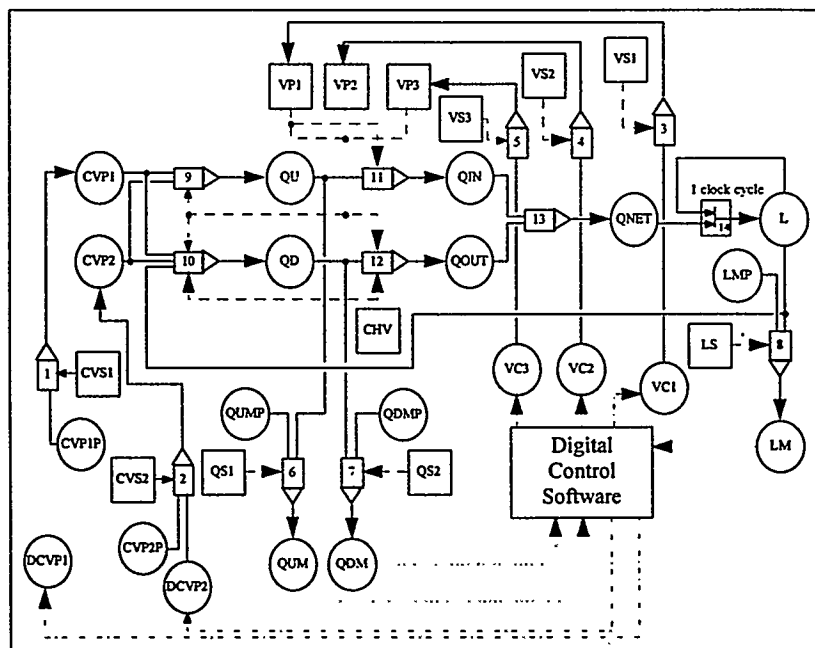 VS1
VS2
VP1
VP2
VP3
VS3
5
4
3
CVP1
9
QU
11
QIN
1 clock cycle
13
QNET
14
L
CVP2
10
QD
12
QOUT
LMP
CHV
LS
8
1
CVS1
VC3
VC2
VC1
QUMP
QDMP
CVP1P
LM
Digital
Control
Software
CVS2
2
QS1
6
7
QS2
CVP2P
DCVP1
DCVP2
QUM
QDM